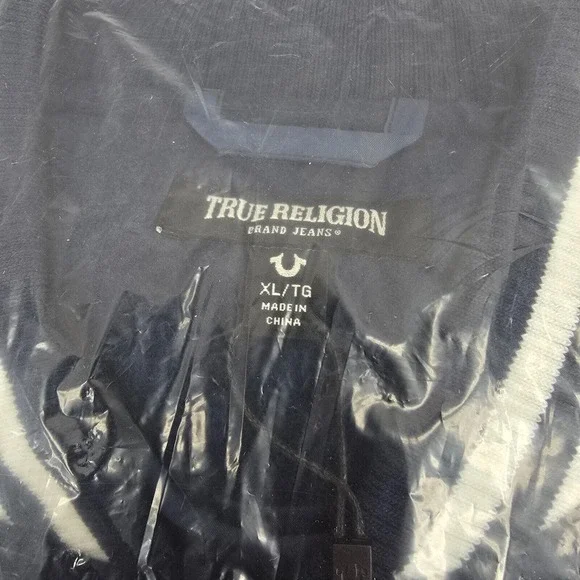 TRUE RELIGION
BRAND JEANS®
XL/TG
MADE IN
CHINA